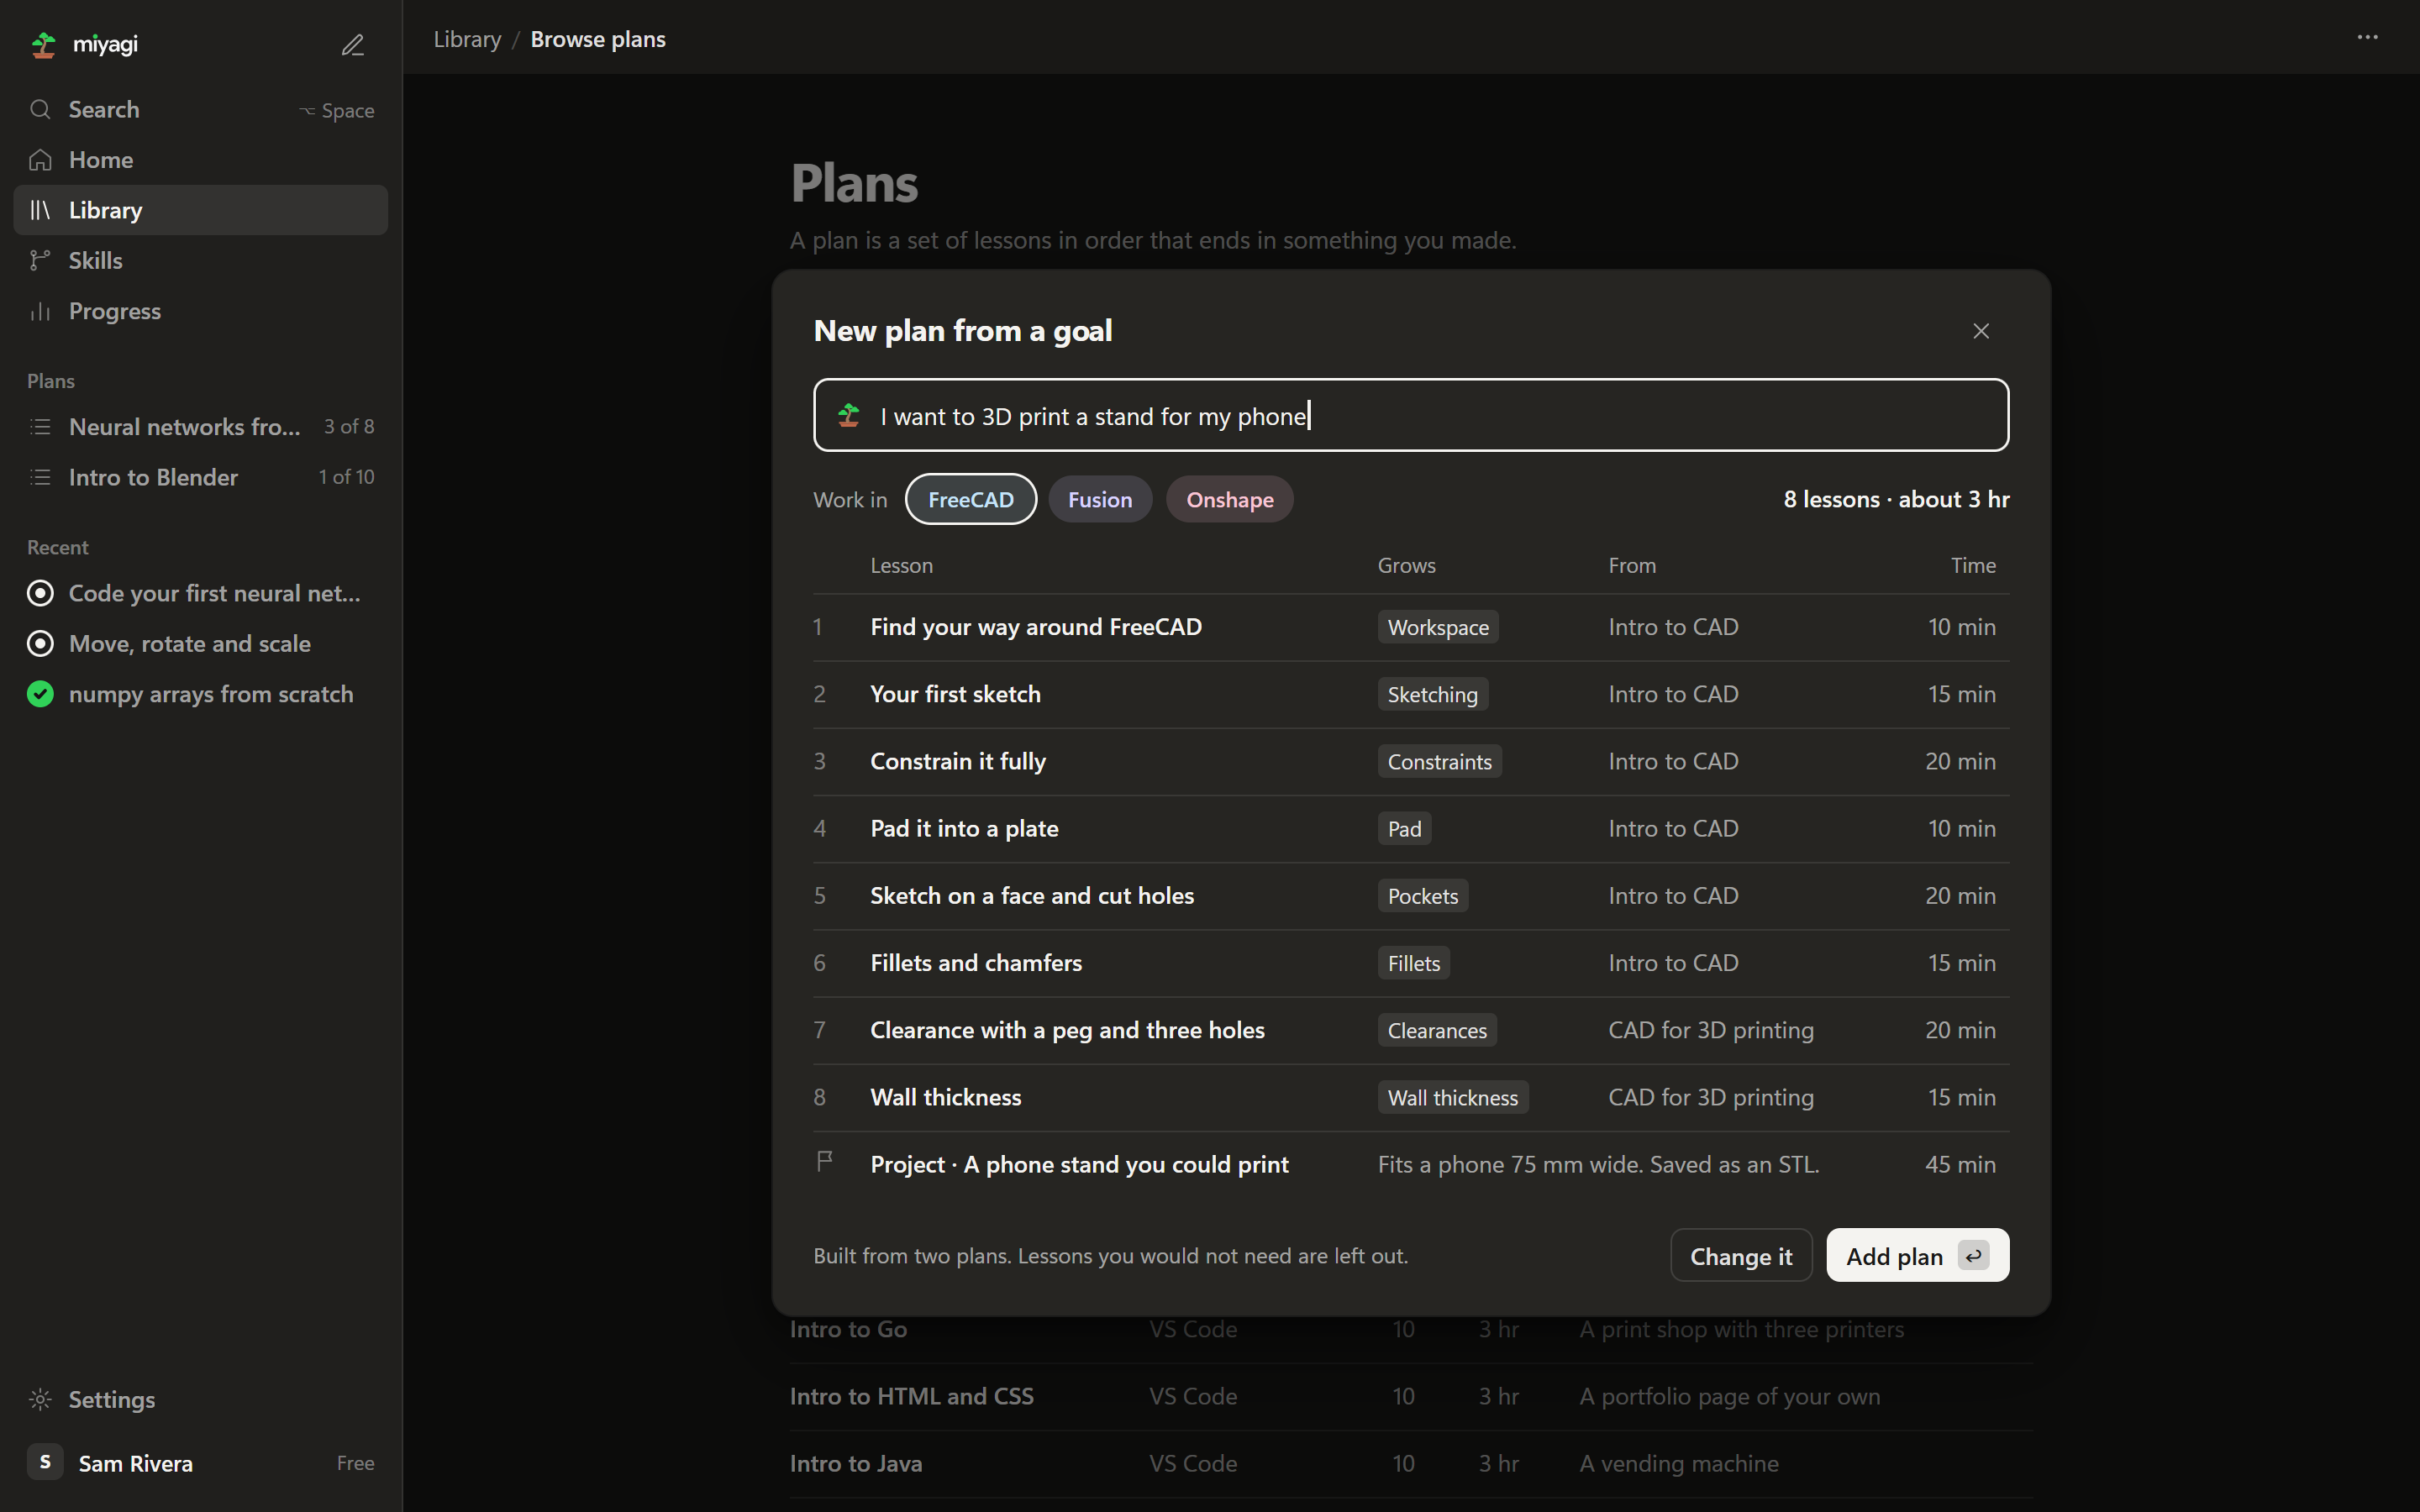 miyagi
Search
⌥ Space
Home
Library
Skills
Progress
Plans
Neural networks fro... 3 of 8
Intro to Blender 1 of 10
Recent
Code your first neural net...
Move, rotate and scale
numpy arrays from scratch
Settings
S Sam Rivera Free
Library / Browse plans
Plans
A plan is a set of lessons in order that ends in something you made.
New plan from a goal
I want to 3D print a stand for my phone
Work in FreeCAD Fusion Onshape 8 lessons · about 3 hr
Lesson Grows From Time
1 Find your way around FreeCAD Workspace Intro to CAD 10 min
2 Your first sketch Sketching Intro to CAD 15 min
3 Constrain it fully Constraints Intro to CAD 20 min
4 Pad it into a plate Pad Intro to CAD 10 min
5 Sketch on a face and cut holes Pockets Intro to CAD 20 min
6 Fillets and chamfers Fillets Intro to CAD 15 min
7 Clearance with a peg and three holes Clearances CAD for 3D printing 20 min
8 Wall thickness Wall thickness CAD for 3D printing 15 min
Project · A phone stand you could print Fits a phone 75 mm wide. Saved as an STL. 45 min
Built from two plans. Lessons you would not need are left out. Change it Add plan
Intro to Go VS Code 10 3 hr A print shop with three printers
Intro to HTML and CSS VS Code 10 3 hr A portfolio page of your own
Intro to Java VS Code 10 3 hr A vending machine